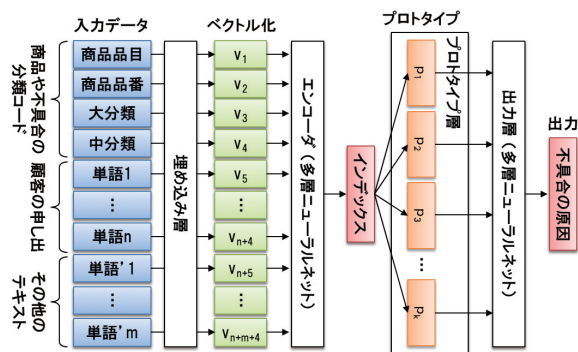 入力データ
ベクトル化
プロトタイプ
商品や不具合の
分類コード
顧客の申し出
その他の
テキスト
商品品目
商品品番
大分類
中分類
単語1
⋮
単語n
単語'1
⋮
単語'm
埋め込み層
v1
v2
v3
v4
v5
⋮
vn+4
vn+5
⋮
vn+m+4
エンコーダ(多層ニューラルネット)
インデックス
プロトタイプ層
p1
p2
p3
⋮
pk
出力層(多層ニューラルネット)
出力
不具合の原因